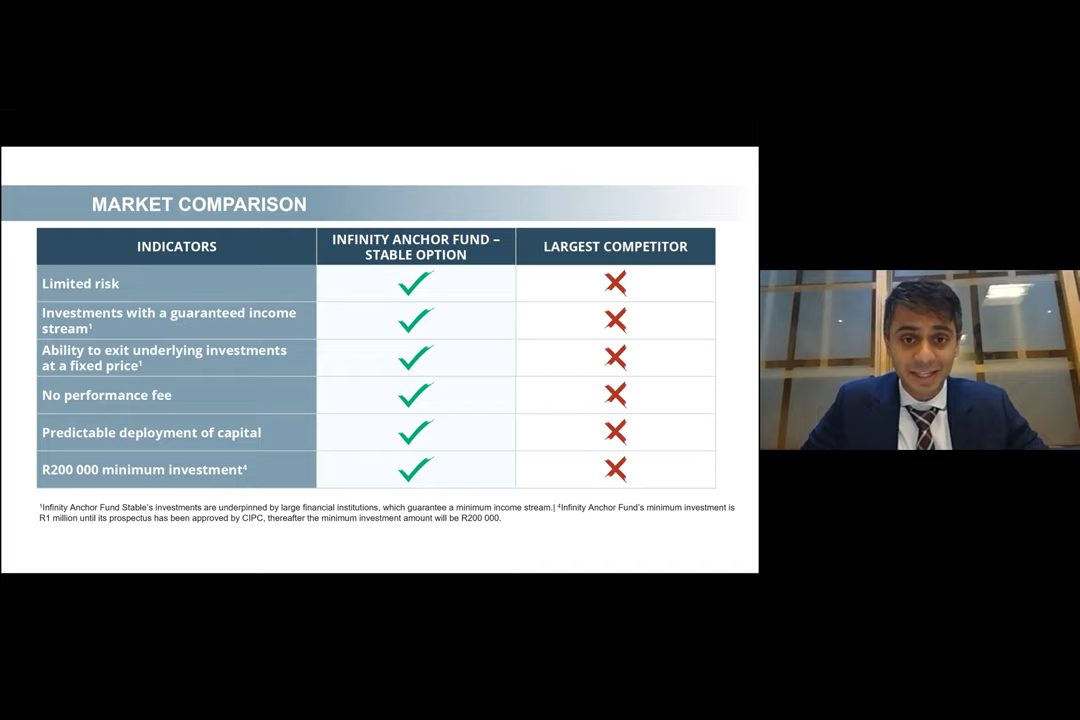 MARKET COMPARISON
INDICATORS
INFINITY ANCHOR FUND –
STABLE OPTION
LARGEST COMPETITOR
Limited risk
Investments with a guaranteed income
stream¹
Ability to exit underlying investments
at a fixed price¹
No performance fee
Predictable deployment of capital
R200 000 minimum investment⁴
¹Infinity Anchor Fund Stable's investments are underpinned by large financial institutions, which guarantee a minimum income stream.| ⁴Infinity Anchor Fund's minimum investment is
R1 million until its prospectus has been approved by CIPC, thereafter the minimum investment amount will be R200 000.